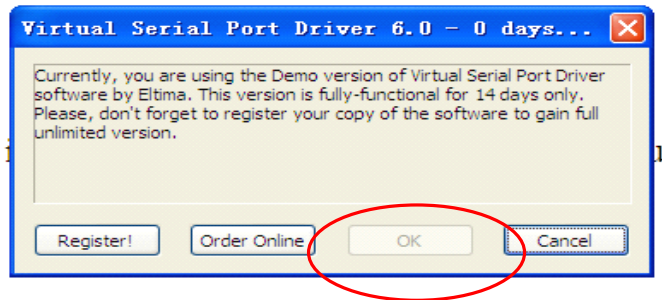 Virtual Serial Port Driver 6.0 - 0 days...
Currently, you are using the Demo version of Virtual Serial Port Driver
software by Eltima. This version is fully-functional for 14 days only.
Please, don't forget to register your copy of the software to gain full
unlimited version.
Register! Order Online OK Cancel